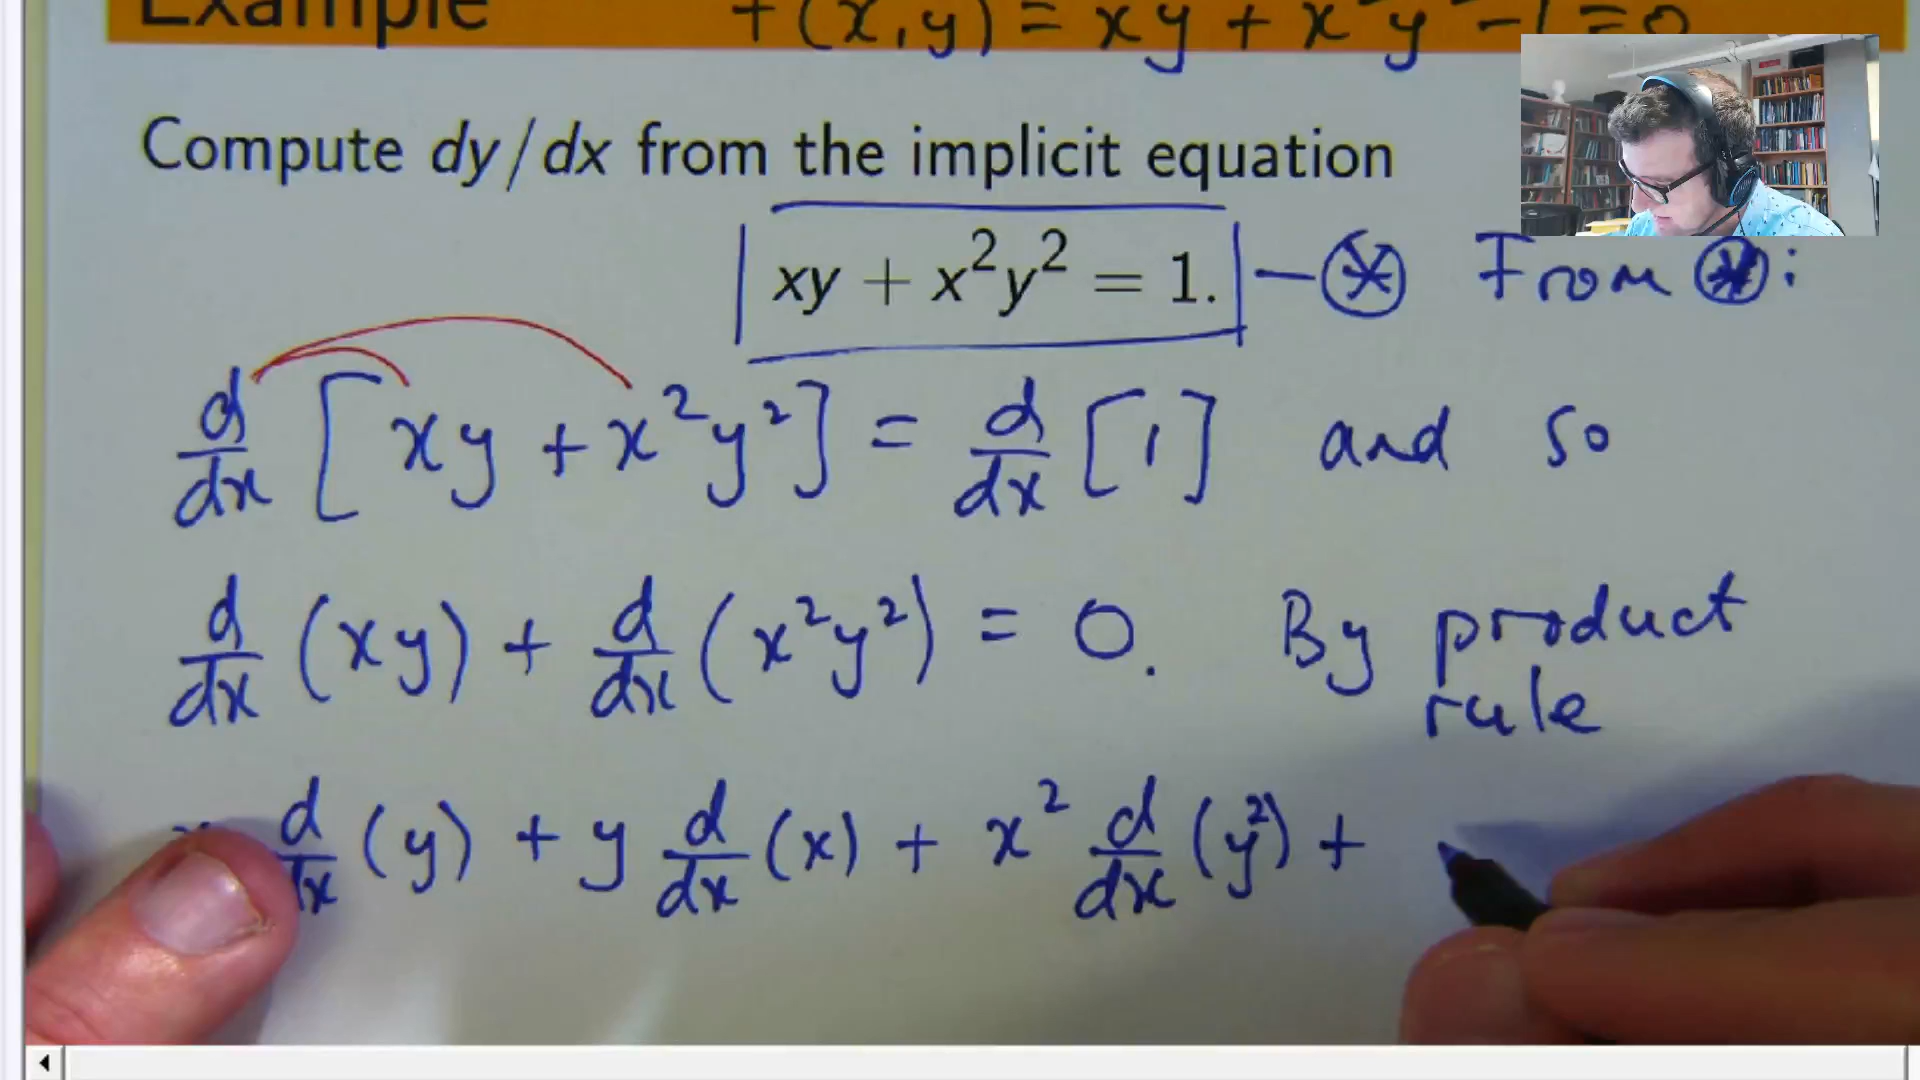 Example f(x,y) = xy + x²y² - 1 = 0
Compute dy/dx from the implicit equation
xy + x²y² = 1. — ⊛ From ⊛:
d/dx [xy + x²y²] = d/dx [1] and so
d/dx (xy) + d/dx (x²y²) = 0. By product
rule
d/dx (y) + y d/dx (x) + x² d/dx (y²) +